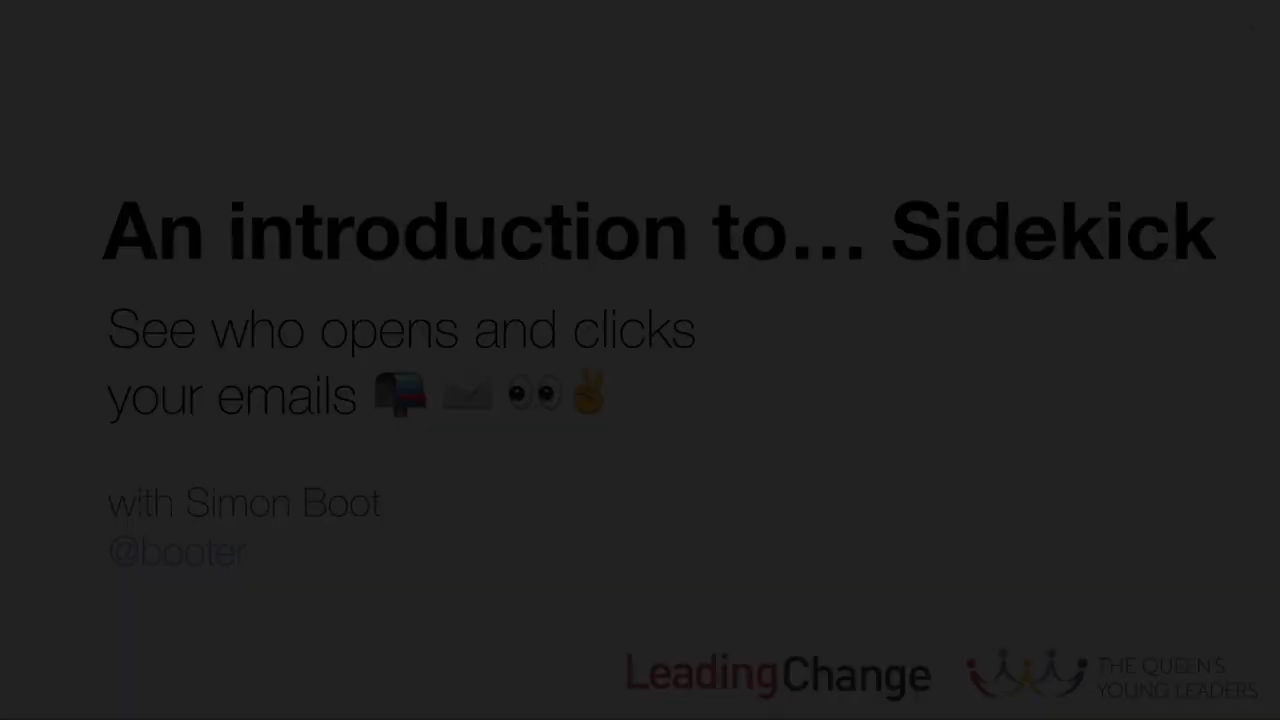 An introduction to… Sidekick
See who opens and clicks
your emails 📬 ✉️ 👀✌️
with Simon Boot
@booter
LeadingChange
THE QUEEN'S
YOUNG LEADERS